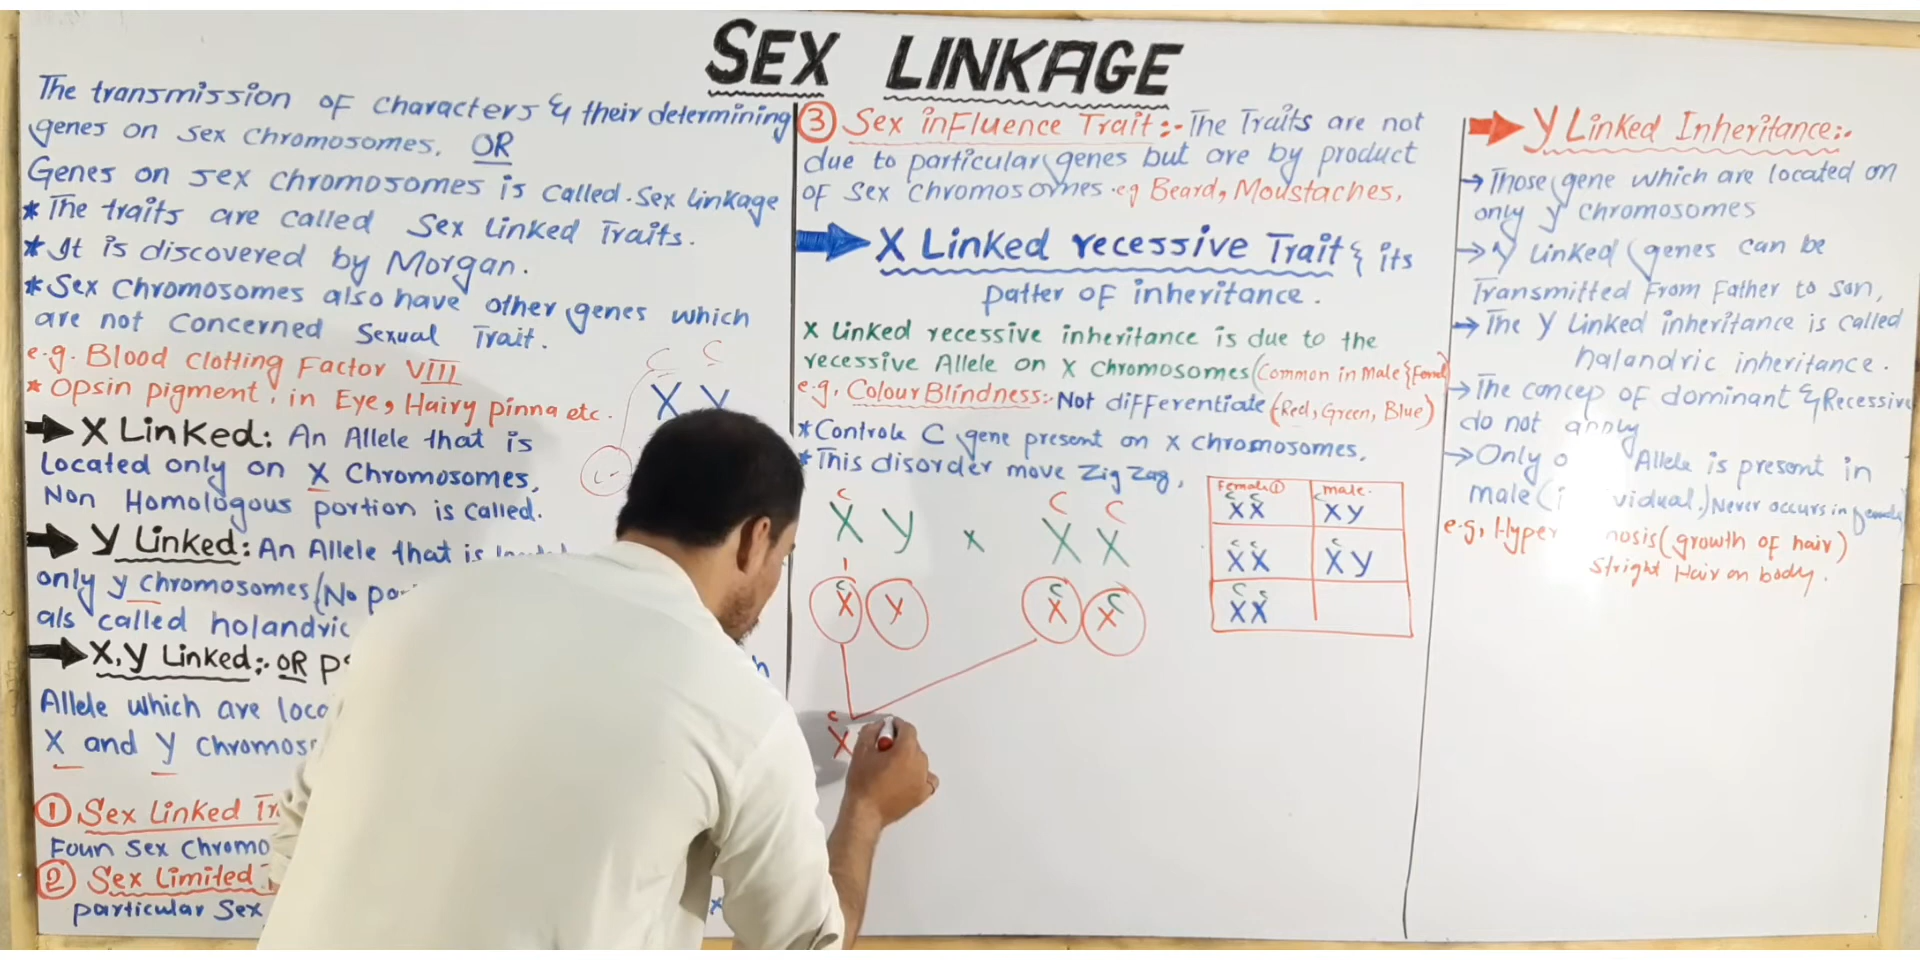 SEX LINKAGE
The transmission of characters & their determining
genes on sex chromosomes. OR
Genes on sex chromosomes is called. Sex linkage
* The traits are called Sex Linked Traits.
* It is discovered by Morgan.
* Sex Chromosomes also have other genes which
are not Concerned Sexual Trait.
e.g. Blood Clotting Factor VIII
* Opsin pigment, in Eye, Hairy pinna etc.
C C
X Y
→ X Linked: An Allele that is
Located only on X Chromosomes,
Non Homologous portion is called.
→ Y Linked: An Allele that is
only y chromosomes (No
als called holandric
→ X, Y Linked:. OR
Allele which are
X and Y
① Sex Linked
Foun Sex
② Sex Limited
particular Sex
③ Sex inFluence Trait:- The Traits are not
due to particular genes but are by product
of Sex chromosomes. eg Beard, Moustaches,
X Linked recessive Trait & its
patter of inheritance.
X Linked recessive inheritance is due to the
recessive Allele on X Chromosomes (Common in Male &
e.g, Colour Blindness:- Not differentiate (Red, Green, Blue)
* Controle C gene present on X chromosomes.
* This disorder move Zig Zag,
C C C
X Y x X X
C C C
X Y X X
C
X
Female ① male.
C C C
XX XY
C C C
XX XY
C C
XX
→ Y Linked Inheritance:-
→ Those gene which are located on
only y chromosomes
→ Y linked genes can be
Transmitted From Father to son,
→ The Y linked inheritance is called
halandric inheritance.
→ The concep of dominant & Recessive
do not apply
→ Only Allele is present in
male Never occurs in
e.g, (growth of hair)
Stright Hair on body.